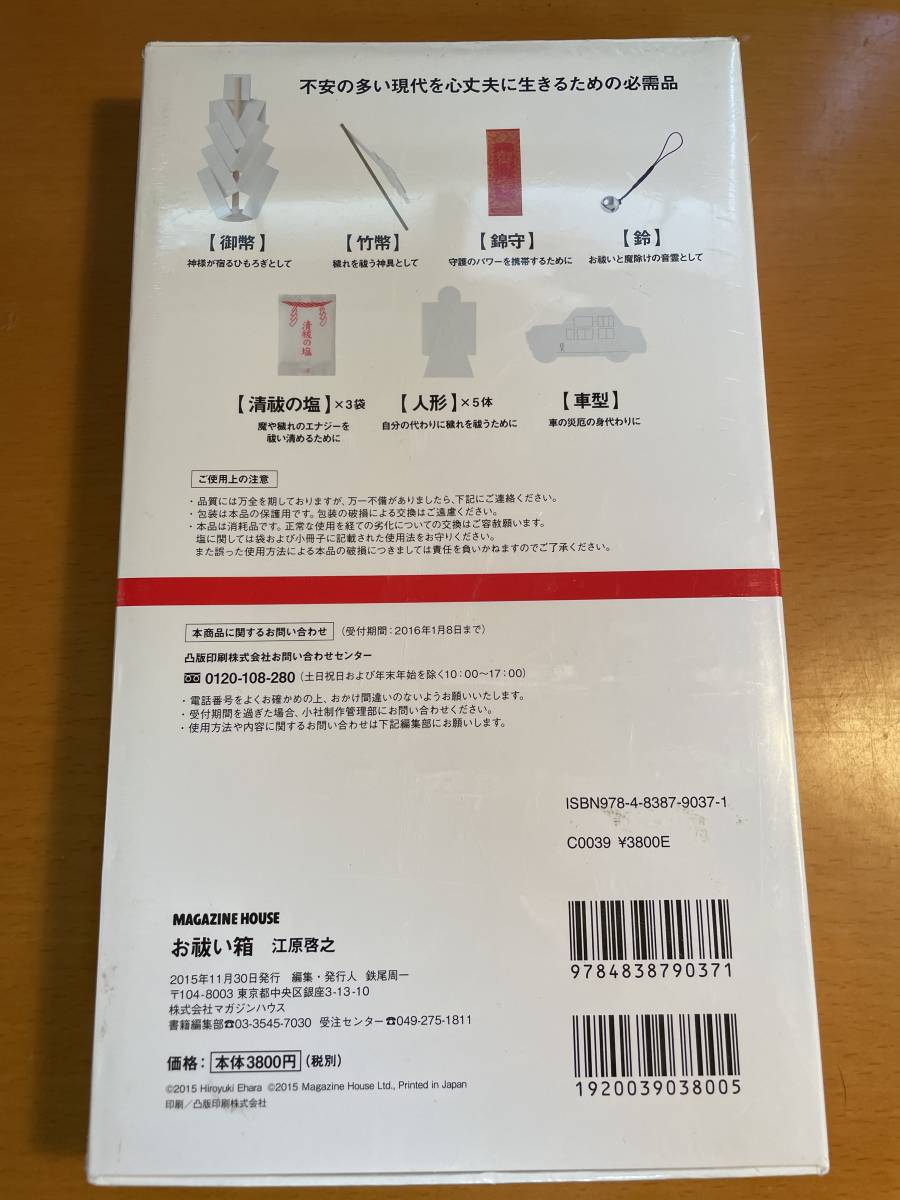 不安の多い現代を心丈夫に生きるための必需品
【御幣】
神様が宿るひもろぎとして
【竹幣】
穢れを祓う神具として
【錦守】
守護のパワーを携帯するために
【鈴】
お祓いと魔除けの音霊として
清祓の塩
【清祓の塩】×3袋
魔や穢れのエナジーを
祓い清めるために
【人形】×5体
自分の代わりに穢れを祓うために
【車型】
車の災厄の身代わりに
ご使用上の注意
・品質には万全を期しておりますが、万一不備がありましたら、下記にご連絡ください。
・包装は本品の保護用です。包装の破損による交換はご遠慮ください。
・本品は消耗品です。正常な使用を経ての劣化についての交換はご容赦願います。
塩に関しては袋および小冊子に記載された使用法をお守りください。
また誤った使用方法による本品の破損につきましては責任を負いかねますのでご了承ください。
本商品に関するお問い合わせ (受付期間:2016年1月8日まで)
凸版印刷株式会社お問い合わせセンター
0120-108-280 (土日祝日および年末年始を除く10:00〜17:00)
・電話番号をよくお確かめの上、おかけ間違いのないようお願いいたします。
・受付期間を過ぎた場合、小社制作管理部にお問い合わせください。
・使用方法や内容に関するお問い合わせは下記編集部にお願いします。
ISBN978-4-8387-9037-1
C0039 ¥3800E
MAGAZINE HOUSE
お祓い箱 江原啓之
2015年11月30日発行 編集・発行人 鉄尾周一
〒104-8003 東京都中央区銀座3-13-10
株式会社マガジンハウス
書籍編集部☎03-3545-7030 受注センター☎049-275-1811
価格:本体3800円(税別)
©2015 Hiroyuki Ehara ©2015 Magazine House Ltd., Printed in Japan
印刷/凸版印刷株式会社
9784838790371
1920039038005